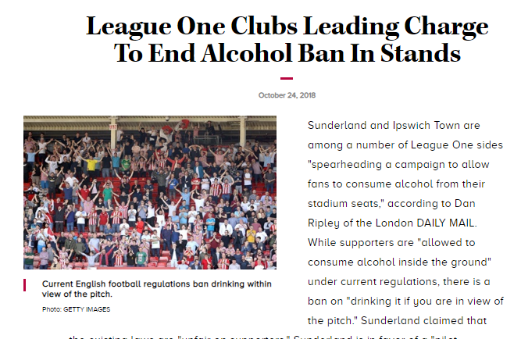 League One Clubs Leading Charge
To End Alcohol Ban In Stands
October 24, 2018
Sunderland and Ipswich Town are
among a number of League One sides
"spearheading a campaign to allow
fans to consume alcohol from their
stadium seats," according to Dan
Ripley of the London DAILY MAIL.
While supporters are "allowed to
consume alcohol inside the ground"
under current regulations, there is a
ban on "drinking it if you are in view of
the pitch." Sunderland claimed that
Current English football regulations ban drinking within
view of the pitch.
Photo: GETTY IMAGES
the existing laws are "unfair on supporters." Sunderland is in favor of a "pilot